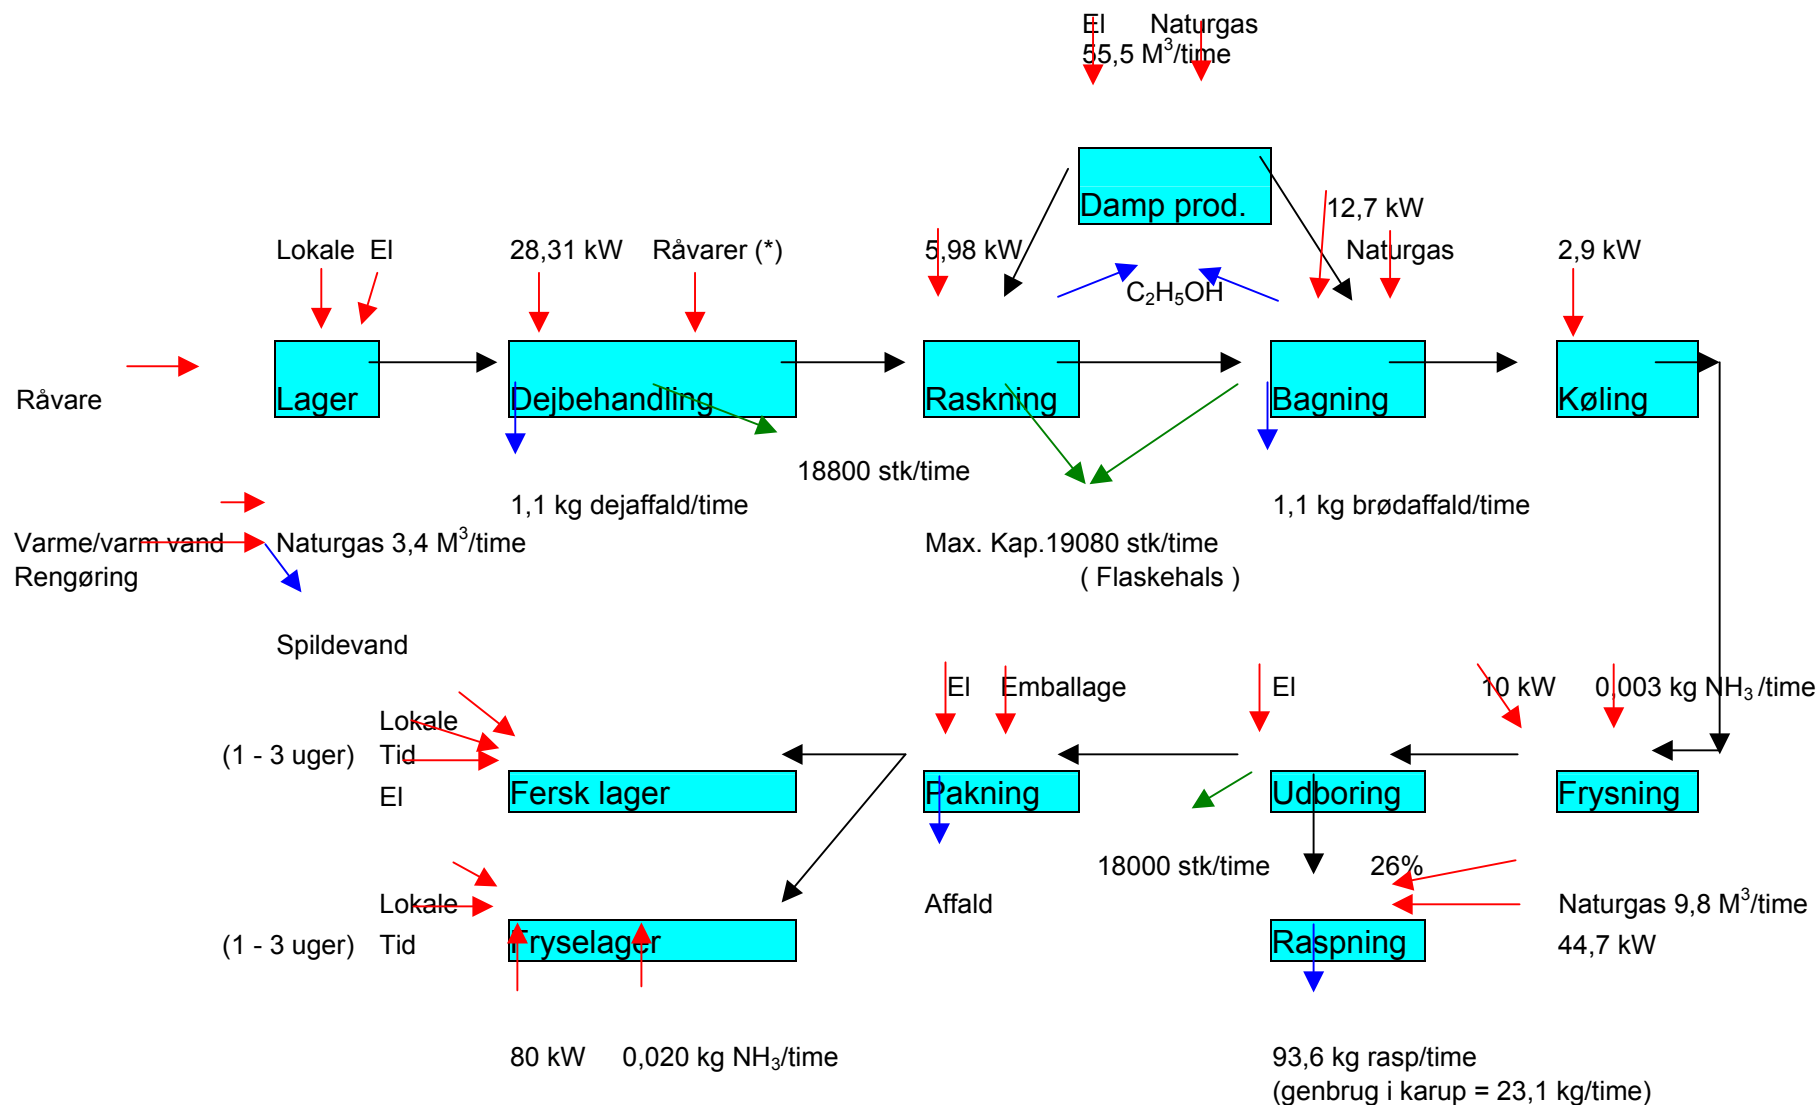 El Naturgas
55,5 M³/time
Damp prod.
12,7 kW
Lokale El 28,31 kW Råvarer (*) 5,98 kW Naturgas 2,9 kW
C₂H₅OH
Råvare Lager Dejbehandling Raskning Bagning Køling
18800 stk/time
1,1 kg dejaffald/time 1,1 kg brødaffald/time
Varme/varm vand Naturgas 3,4 M³/time Max. Kap.19080 stk/time
Rengøring ( Flaskehals )
Spildevand
El Emballage El 10 kW 0,003 kg NH₃ /time
Lokale
(1 - 3 uger) Tid
El Fersk lager Pakning Udboring Frysning
18000 stk/time 26%
Lokale Affald Naturgas 9,8 M³/time
(1 - 3 uger) Tid Fryselager Raspning 44,7 kW
80 kW 0,020 kg NH₃/time 93,6 kg rasp/time
(genbrug i karup = 23,1 kg/time)